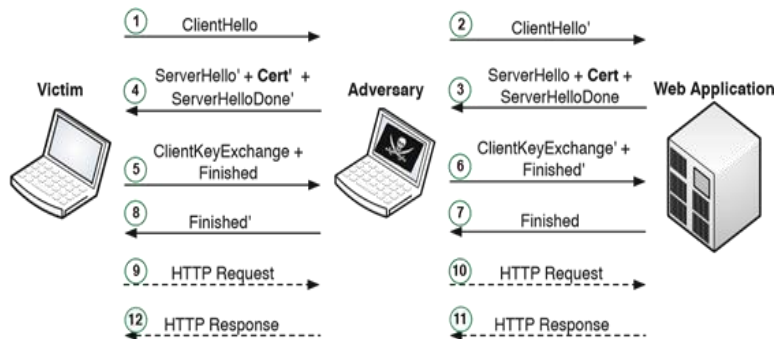 1 ClientHello
2 ClientHello'
Victim
4 ServerHello' + Cert' +
ServerHelloDone'
Adversary
3 ServerHello + Cert +
ServerHelloDone
Web Application
5 ClientKeyExchange +
Finished
6 ClientKeyExchange' +
Finished'
8 Finished'
7 Finished
9 HTTP Request
10 HTTP Request
12 HTTP Response
11 HTTP Response